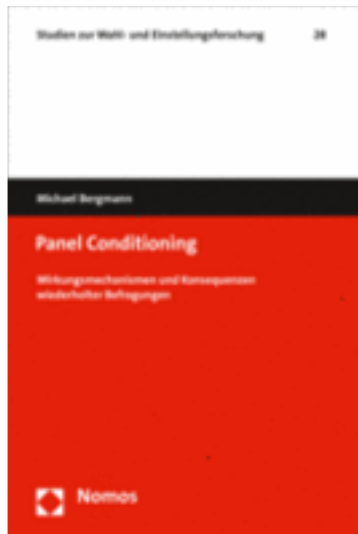 Studien zur Wahl- und Einstellungsforschung 28
Michael Bergmann
Panel Conditioning
Wirkungsmechanismen und Konsequenzen
wiederholter Befragungen
Nomos